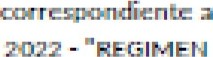 correspondiente a
2022 - "REGIMEN